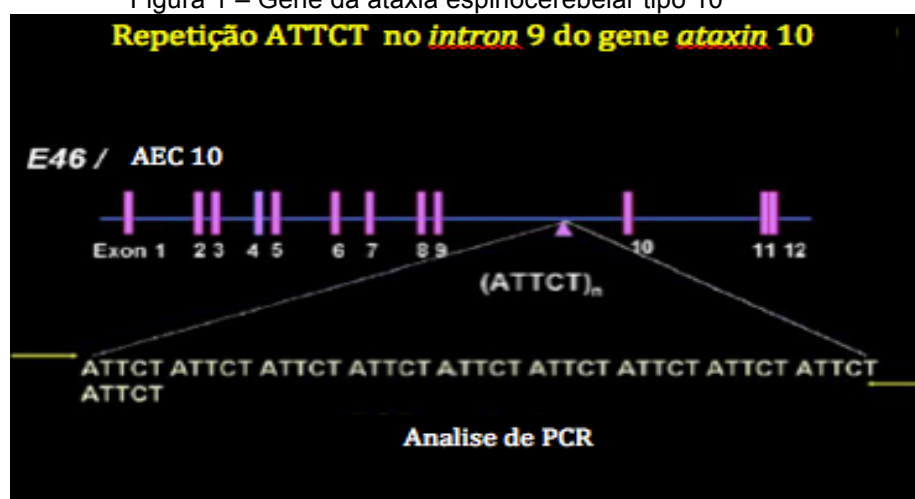 Figura 1 – Gene da ataxia espinocerebelar tipo 10
Repetição ATTCT no intron 9 do gene ataxin 10
E46 / AEC 10
Exon 1 2 3 4 5 6 7 8 9 10 11 12
(ATTCT)n
ATTCT ATTCT ATTCT ATTCT ATTCT ATTCT ATTCT ATTCT ATTCT
ATTCT
Analise de PCR